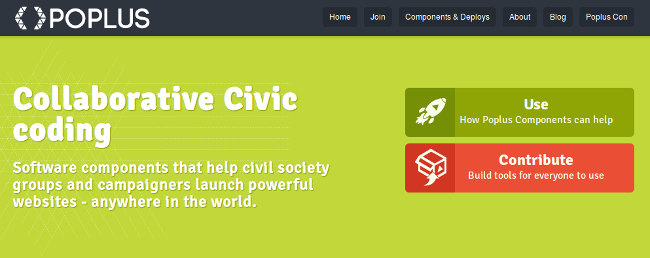 POPLUS
Home Join Components & Deploys About Blog Poplus Con
Collaborative Civic
coding
Software components that help civil society
groups and campaigners launch powerful
websites - anywhere in the world.
Use
How Poplus Components can help
Contribute
Build tools for everyone to use